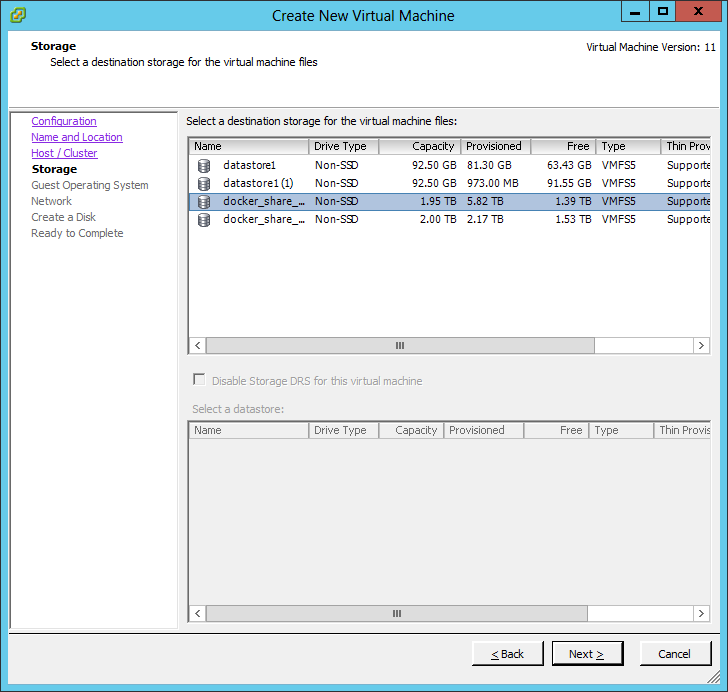 Create New Virtual Machine
Storage
Select a destination storage for the virtual machine files
Virtual Machine Version: 11
Configuration
Name and Location
Host / Cluster
Storage
Guest Operating System
Network
Create a Disk
Ready to Complete
Select a destination storage for the virtual machine files:
Name Drive Type Capacity Provisioned Free Type Thin Prov
datastore1 Non-SSD 92.50 GB 81.30 GB 63.43 GB VMFS5 Supporte
datastore1 (1) Non-SSD 92.50 GB 973.00 MB 91.55 GB VMFS5 Supporte
docker_share_... Non-SSD 1.95 TB 5.82 TB 1.39 TB VMFS5 Supporte
docker_share_... Non-SSD 2.00 TB 2.17 TB 1.53 TB VMFS5 Supporte
Disable Storage DRS for this virtual machine
Select a datastore:
Name Drive Type Capacity Provisioned Free Type Thin Provis
< Back Next > Cancel